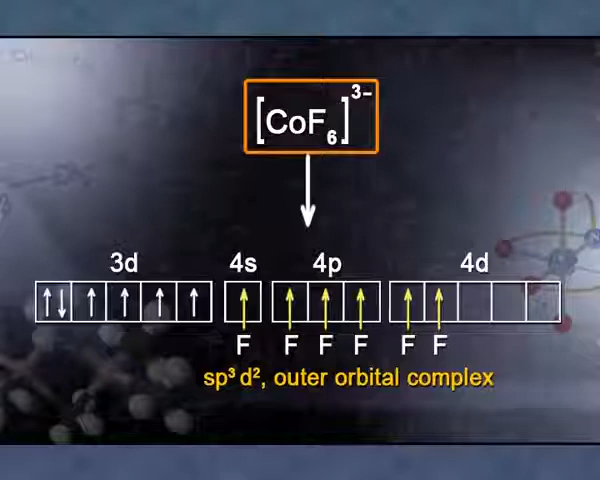 [CoF₆]³⁻
3d 4s 4p 4d
F F F F F F
sp³ d², outer orbital complex